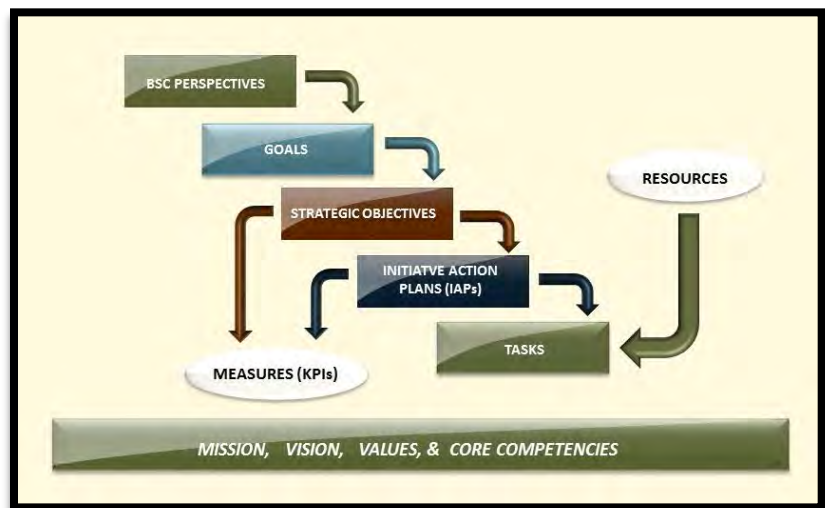 BSC PERSPECTIVES
GOALS
RESOURCES
STRATEGIC OBJECTIVES
INITIATVE ACTION
PLANS (IAPs)
TASKS
MEASURES (KPIs)
MISSION, VISION, VALUES, & CORE COMPETENCIES